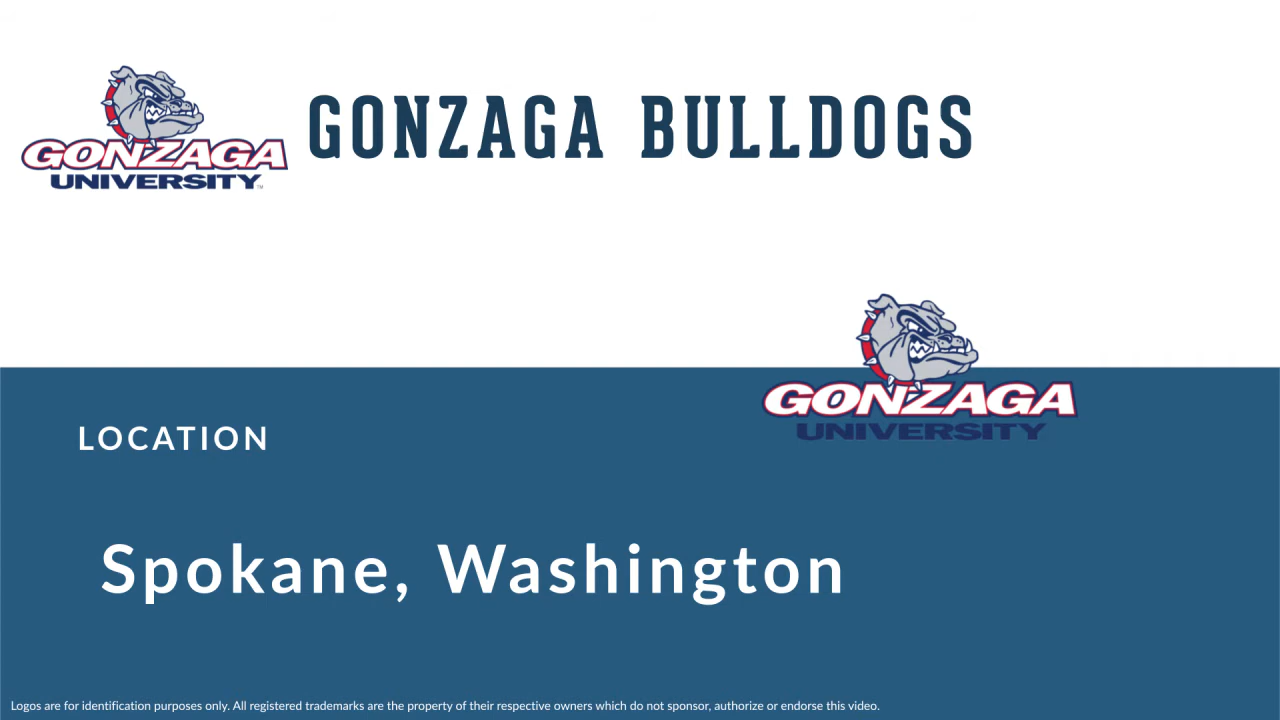 GONZAGA
UNIVERSITY™
GONZAGA BULLDOGS
GONZAGA
UNIVERSITY
LOCATION
Spokane, Washington
Logos are for identification purposes only. All registered trademarks are the property of their respective owners which do not sponsor, authorize or endorse this video.